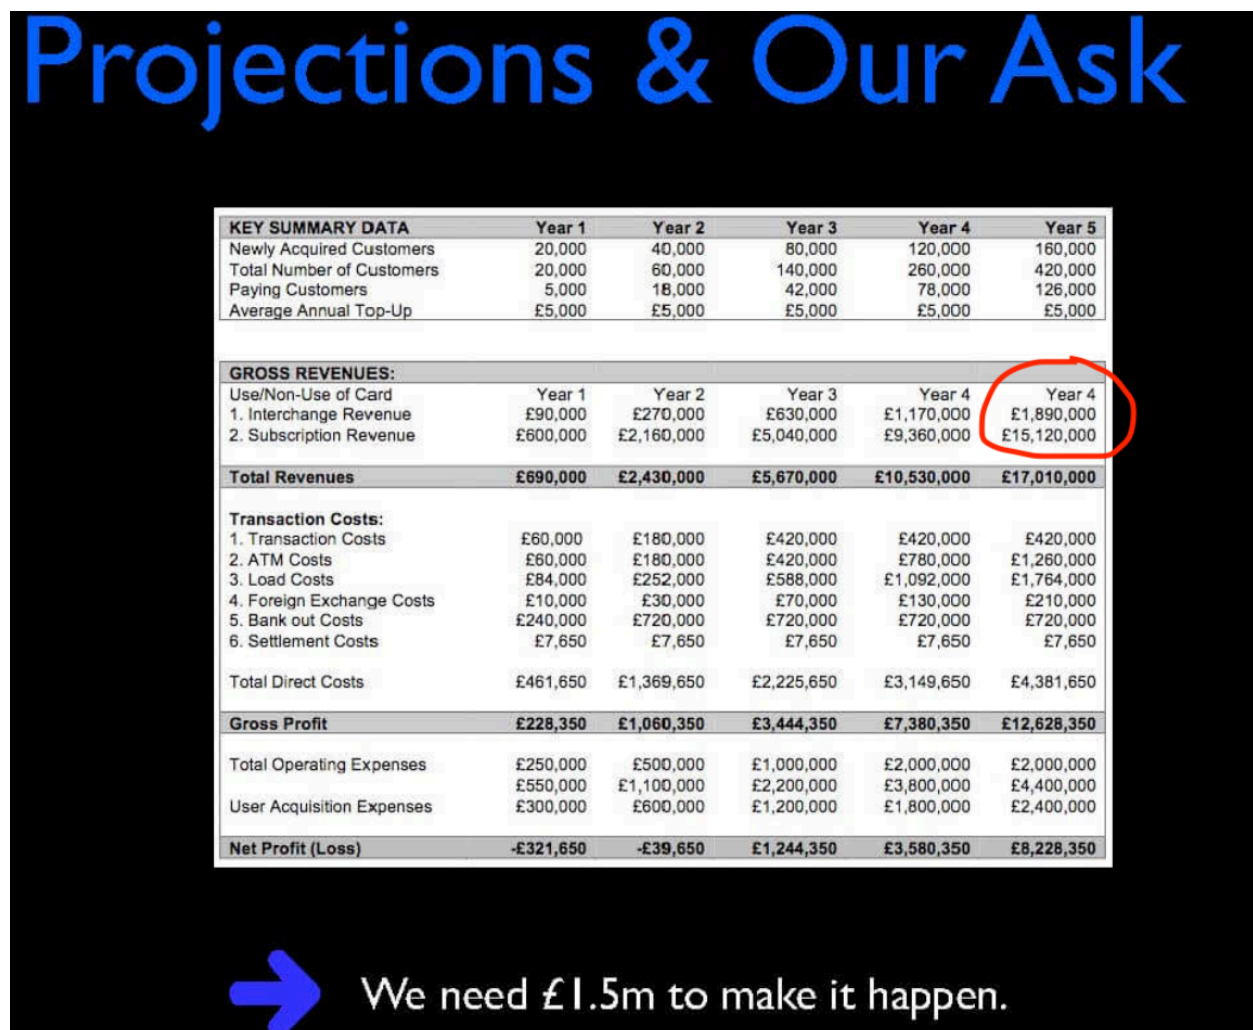 Projections & Our Ask
KEY SUMMARY DATA Year 1 Year 2 Year 3 Year 4 Year 5
Newly Acquired Customers 20,000 40,000 80,000 120,000 160,000
Total Number of Customers 20,000 60,000 140,000 260,000 420,000
Paying Customers 5,000 18,000 42,000 78,000 126,000
Average Annual Top-Up £5,000 £5,000 £5,000 £5,000 £5,000
GROSS REVENUES:
Use/Non-Use of Card Year 1 Year 2 Year 3 Year 4 Year 4
1. Interchange Revenue £90,000 £270,000 £630,000 £1,170,000 £1,890,000
2. Subscription Revenue £600,000 £2,160,000 £5,040,000 £9,360,000 £15,120,000
Total Revenues £690,000 £2,430,000 £5,670,000 £10,530,000 £17,010,000
Transaction Costs:
1. Transaction Costs £60,000 £180,000 £420,000 £420,000 £420,000
2. ATM Costs £60,000 £180,000 £420,000 £780,000 £1,260,000
3. Load Costs £84,000 £252,000 £588,000 £1,092,000 £1,764,000
4. Foreign Exchange Costs £10,000 £30,000 £70,000 £130,000 £210,000
5. Bank out Costs £240,000 £720,000 £720,000 £720,000 £720,000
6. Settlement Costs £7,650 £7,650 £7,650 £7,650 £7,650
Total Direct Costs £461,650 £1,369,650 £2,225,650 £3,149,650 £4,381,650
Gross Profit £228,350 £1,060,350 £3,444,350 £7,380,350 £12,628,350
Total Operating Expenses £250,000 £500,000 £1,000,000 £2,000,000 £2,000,000
£550,000 £1,100,000 £2,200,000 £3,800,000 £4,400,000
User Acquisition Expenses £300,000 £600,000 £1,200,000 £1,800,000 £2,400,000
Net Profit (Loss) -£321,650 -£39,650 £1,244,350 £3,580,350 £8,228,350
We need £1.5m to make it happen.